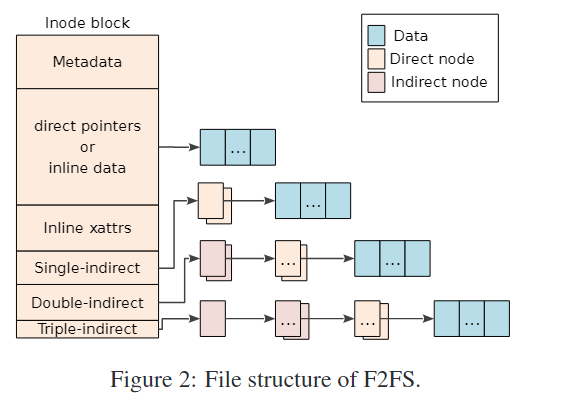 Inode block
Metadata
direct pointers
or
inline data
Inline xattrs
Single-indirect
Double-indirect
Triple-indirect
Data
Direct node
Indirect node
...
...
...
...
...
...
...
Figure 2: File structure of F2FS.